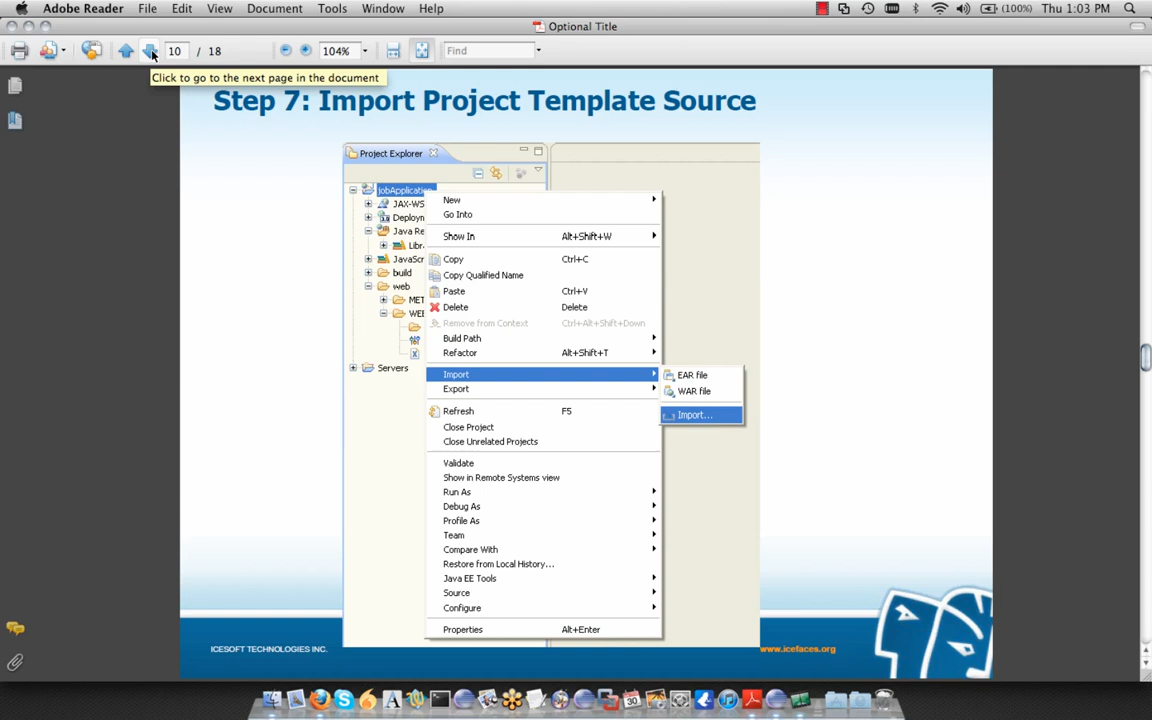 Adobe Reader File Edit View Document Tools Window Help (100%) Thu 1:03 PM
Optional Title
10 / 18 104% Find
Click to go to the next page in the document
Step 7: Import Project Template Source
Project Explorer
jobApplication
JAX-WS
Deployn
Java Re
Libr
JavaScr
build
web
MET
WEE
Servers
New
Go Into
Show In Alt+Shift+W
Copy Ctrl+C
Copy Qualified Name
Paste Ctrl+V
Delete Delete
Remove from Context Ctrl+Alt+Shift+Down
Build Path
Refactor Alt+Shift+T
Import
Export
Refresh F5
Close Project
Close Unrelated Projects
Validate
Show in Remote Systems view
Run As
Debug As
Profile As
Team
Compare With
Restore from Local History...
Java EE Tools
Source
Configure
Properties Alt+Enter
EAR file
WAR file
Import...
ICESOFT TECHNOLOGIES INC.
www.icefaces.org
30